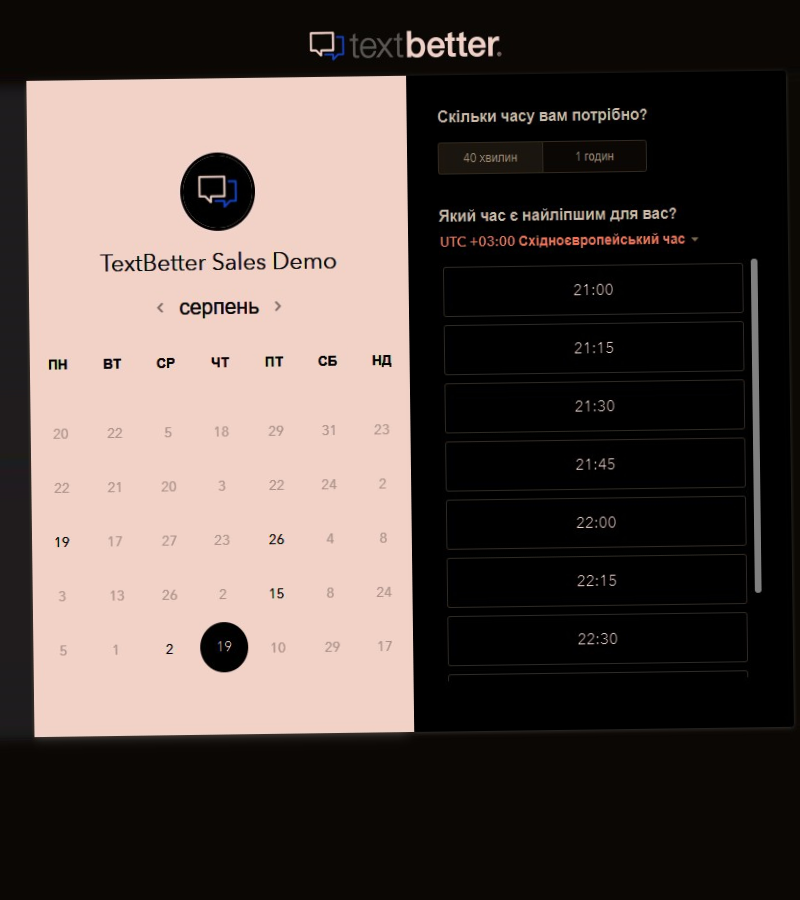 textbetter.
TextBetter Sales Demo
серпень
ПН ВТ СР ЧТ ПТ СБ НД
20 22 5 18 29 31 23
22 21 20 3 22 24 2
19 17 27 23 26 4 8
3 13 26 2 15 8 24
5 1 2 19 10 29 17
Скільки часу вам потрібно?
40 хвилин 1 годин
Який час є найліпшим для вас?
UTC +03:00 Східноєвропейський час
21:00
21:15
21:30
21:45
22:00
22:15
22:30